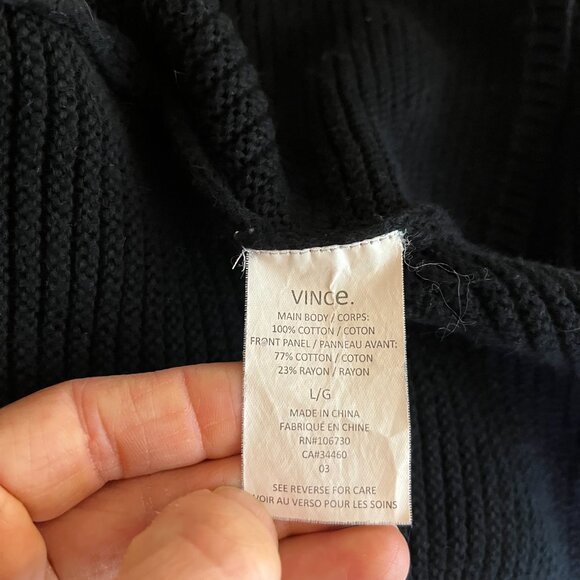 VINCe.
MAIN BODY / CORPS:
100% COTTON / COTON
FRONT PANEL / PANNEAU AVANT:
77% COTTON / COTON
23% RAYON / RAYON
L/G
MADE IN CHINA
FABRIQUÉ EN CHINE
RN#106730
CA#34460
03
SEE REVERSE FOR CARE
VOIR AU VERSO POUR LES SOINS